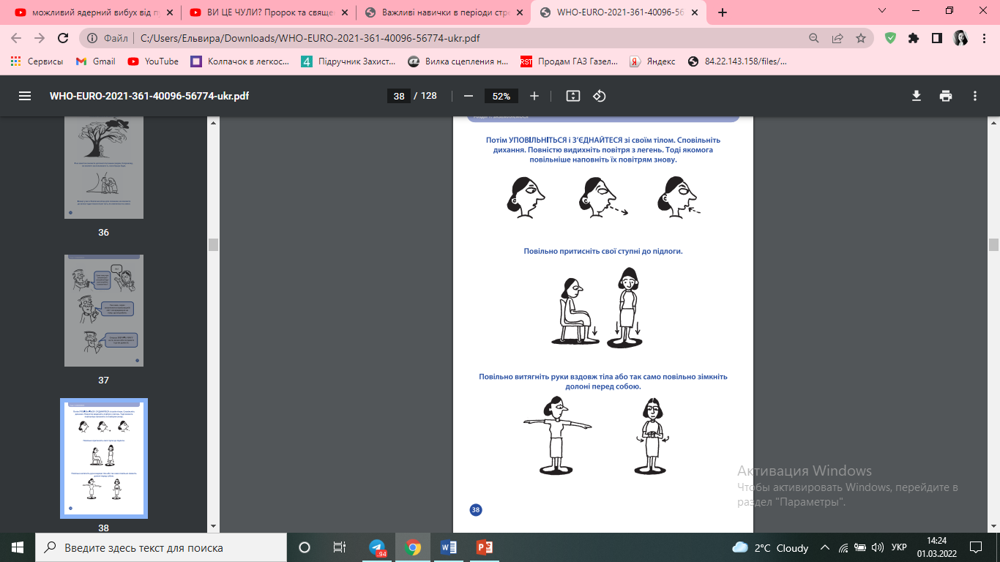 можливий ядерний вибух від п
ВИ ЦЕ ЧУЛИ? Пророк та свяще
Важливі навички в періоди стре
WHO-EURO-2021-361-40096-56
Файл | C:/Users/Ельвира/Downloads/WHO-EURO-2021-361-40096-56774-ukr.pdf
Сервисы Gmail YouTube Колпачок в легкос... Підручник Захист... Вилка сцепления н... RST Продам ГАЗ Газел... Яндекс 84.22.143.158/files/...
WHO-EURO-2021-361-40096-56774-ukr.pdf
38 / 128
52%
36
37
38
Потім УПОВІЛЬНІТЬСЯ і З’ЄДНАЙТЕСЯ зі своїм тілом. Сповільніть
дихання. Повністю видихніть повітря з легень. Тоді якомога
повільніше наповніть їх повітрям знову.
Повільно притисніть свої ступні до підлоги.
Повільно витягніть руки вздовж тіла або так само повільно зімкніть
долоні перед собою.
38
Активация Windows
Чтобы активировать Windows, перейдите в
раздел "Параметры".
Введите здесь текст для поиска
94
2°C Cloudy
УКР
14:24
01.03.2022